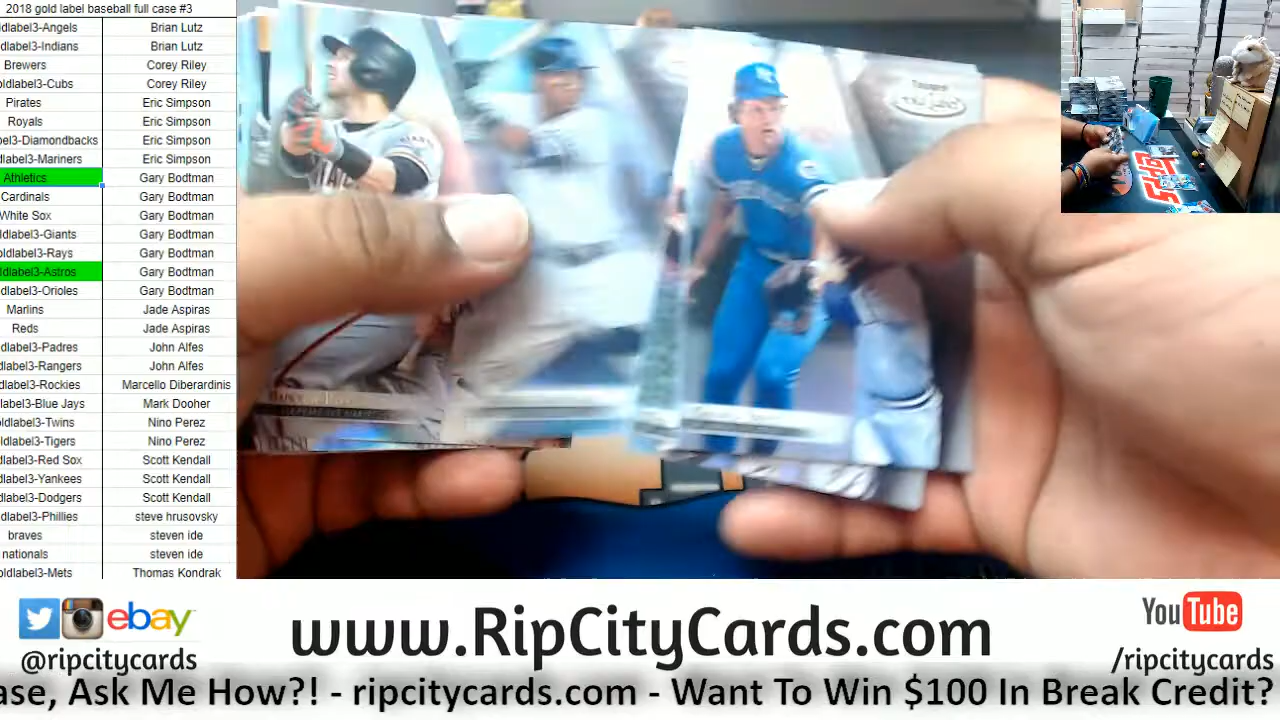 2018 gold label baseball full case #3
dlabel3-Angels Brian Lutz
dlabel3-Indians Brian Lutz
Brewers Corey Riley
oldlabel3-Cubs Corey Riley
Pirates Eric Simpson
Royals Eric Simpson
bel3-Diamondbacks Eric Simpson
dlabel3-Mariners Eric Simpson
Athletics Gary Bodtman
Cardinals Gary Bodtman
White Sox Gary Bodtman
ldlabel3-Giants Gary Bodtman
oldlabel3-Rays Gary Bodtman
ldlabel3-Astros Gary Bodtman
dlabel3-Orioles Gary Bodtman
Marlins Jade Aspiras
Reds Jade Aspiras
dlabel3-Padres John Alfes
dlabel3-Rangers John Alfes
dlabel3-Rockies Marcello Diberardinis
label3-Blue Jays Mark Dooher
oldlabel3-Twins Nino Perez
ldlabel3-Tigers Nino Perez
label3-Red Sox Scott Kendall
label3-Yankees Scott Kendall
dlabel3-Dodgers Scott Kendall
dlabel3-Phillies steve hrusovsky
braves steven ide
nationals steven ide
oldlabel3-Mets Thomas Kondrak
ebay
@ripcitycards
www.RipCityCards.com
YouTube
/ripcitycards
ase, Ask Me How?! - ripcitycards.com - Want To Win $100 In Break Credit?